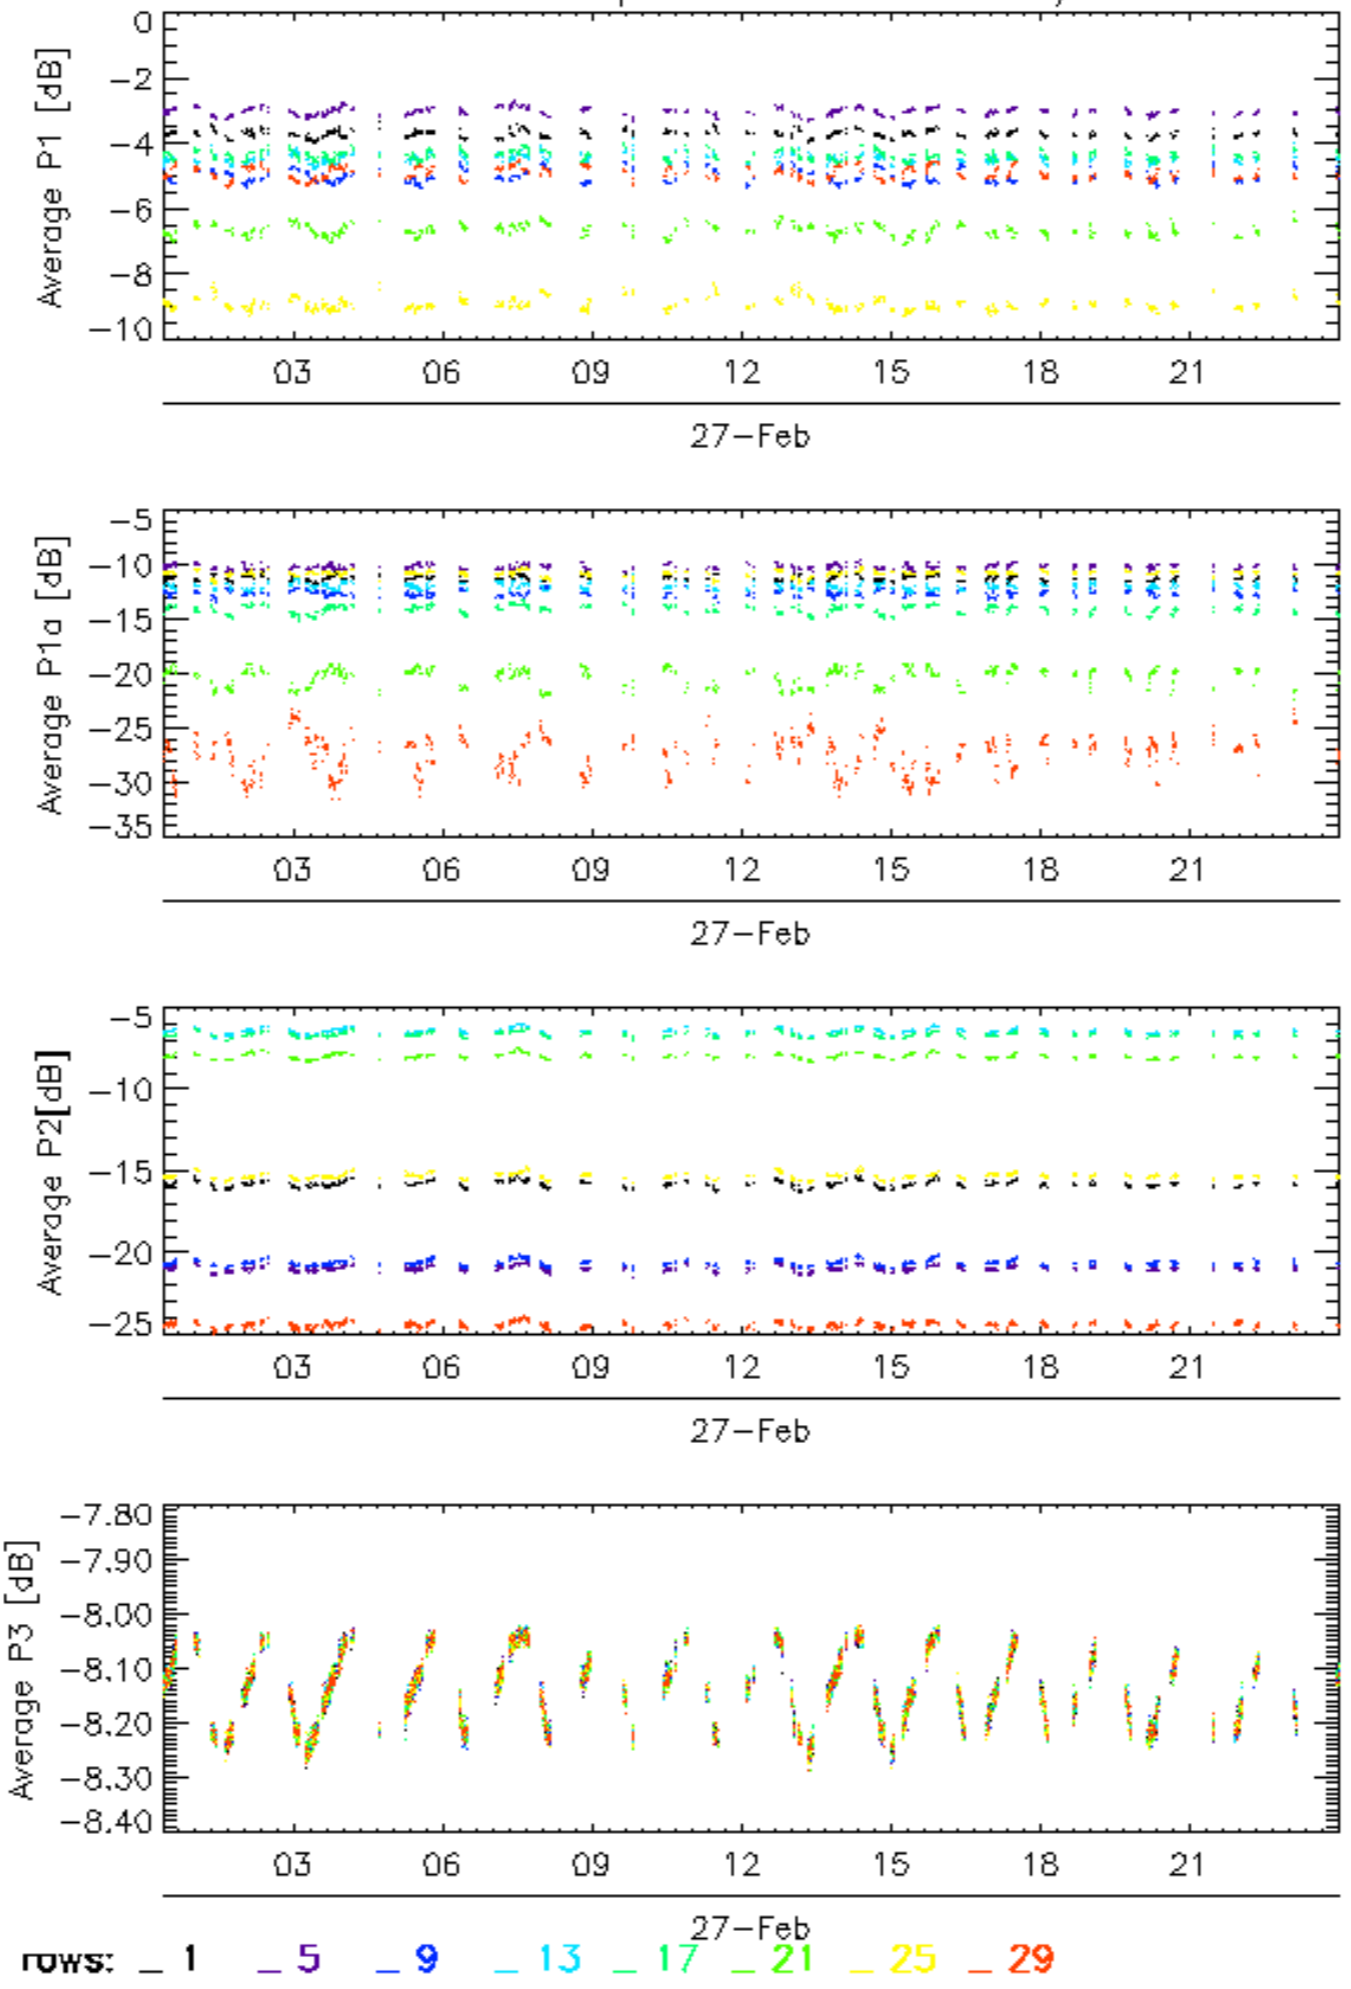 Average P1 [dB]
0
−2
−4
−6
−8
−10
03 06 09 12 15 18 21
27−Feb
Average P1a [dB]
−5
−10
−15
−20
−25
−30
−35
03 06 09 12 15 18 21
27−Feb
Average P2[dB]
−5
−10
−15
−20
−25
03 06 09 12 15 18 21
27−Feb
Average P3 [dB]
−7.80
−7.90
−8.00
−8.10
−8.20
−8.30
−8.40
03 06 09 12 15 18 21
27−Feb
rows: _ 1 _ 5 _ 9 _ 13 _ 17 _ 21 _ 25 _ 29